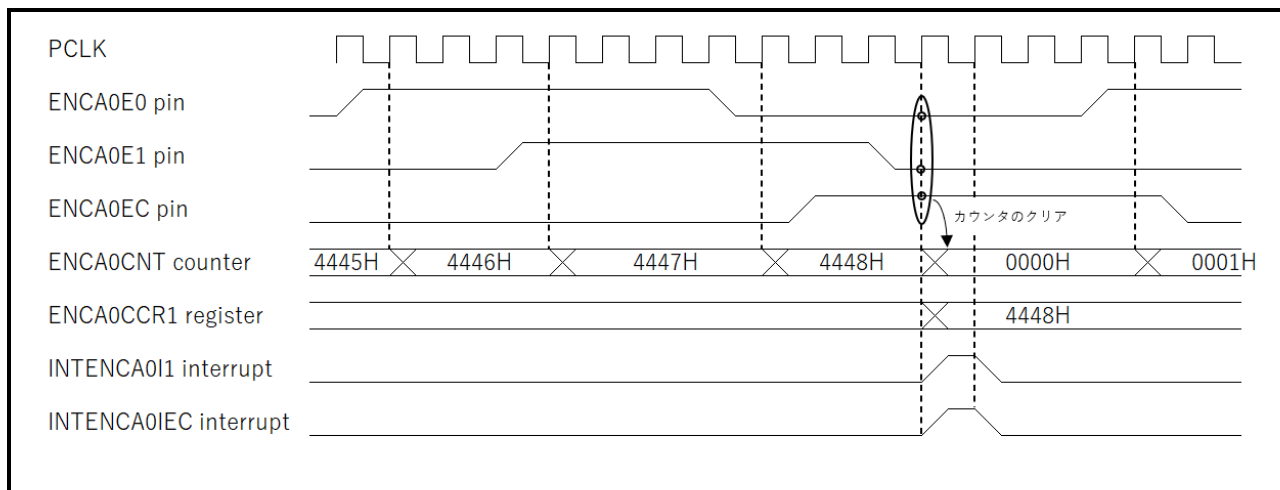 PCLK
ENCA0E0 pin
ENCA0E1 pin
ENCA0EC pin
カウンタのクリア
ENCA0CNT counter 4445H 4446H 4447H 4448H 0000H 0001H
ENCA0CCR1 register 4448H
INTENCA0I1 interrupt
INTENCA0IEC interrupt